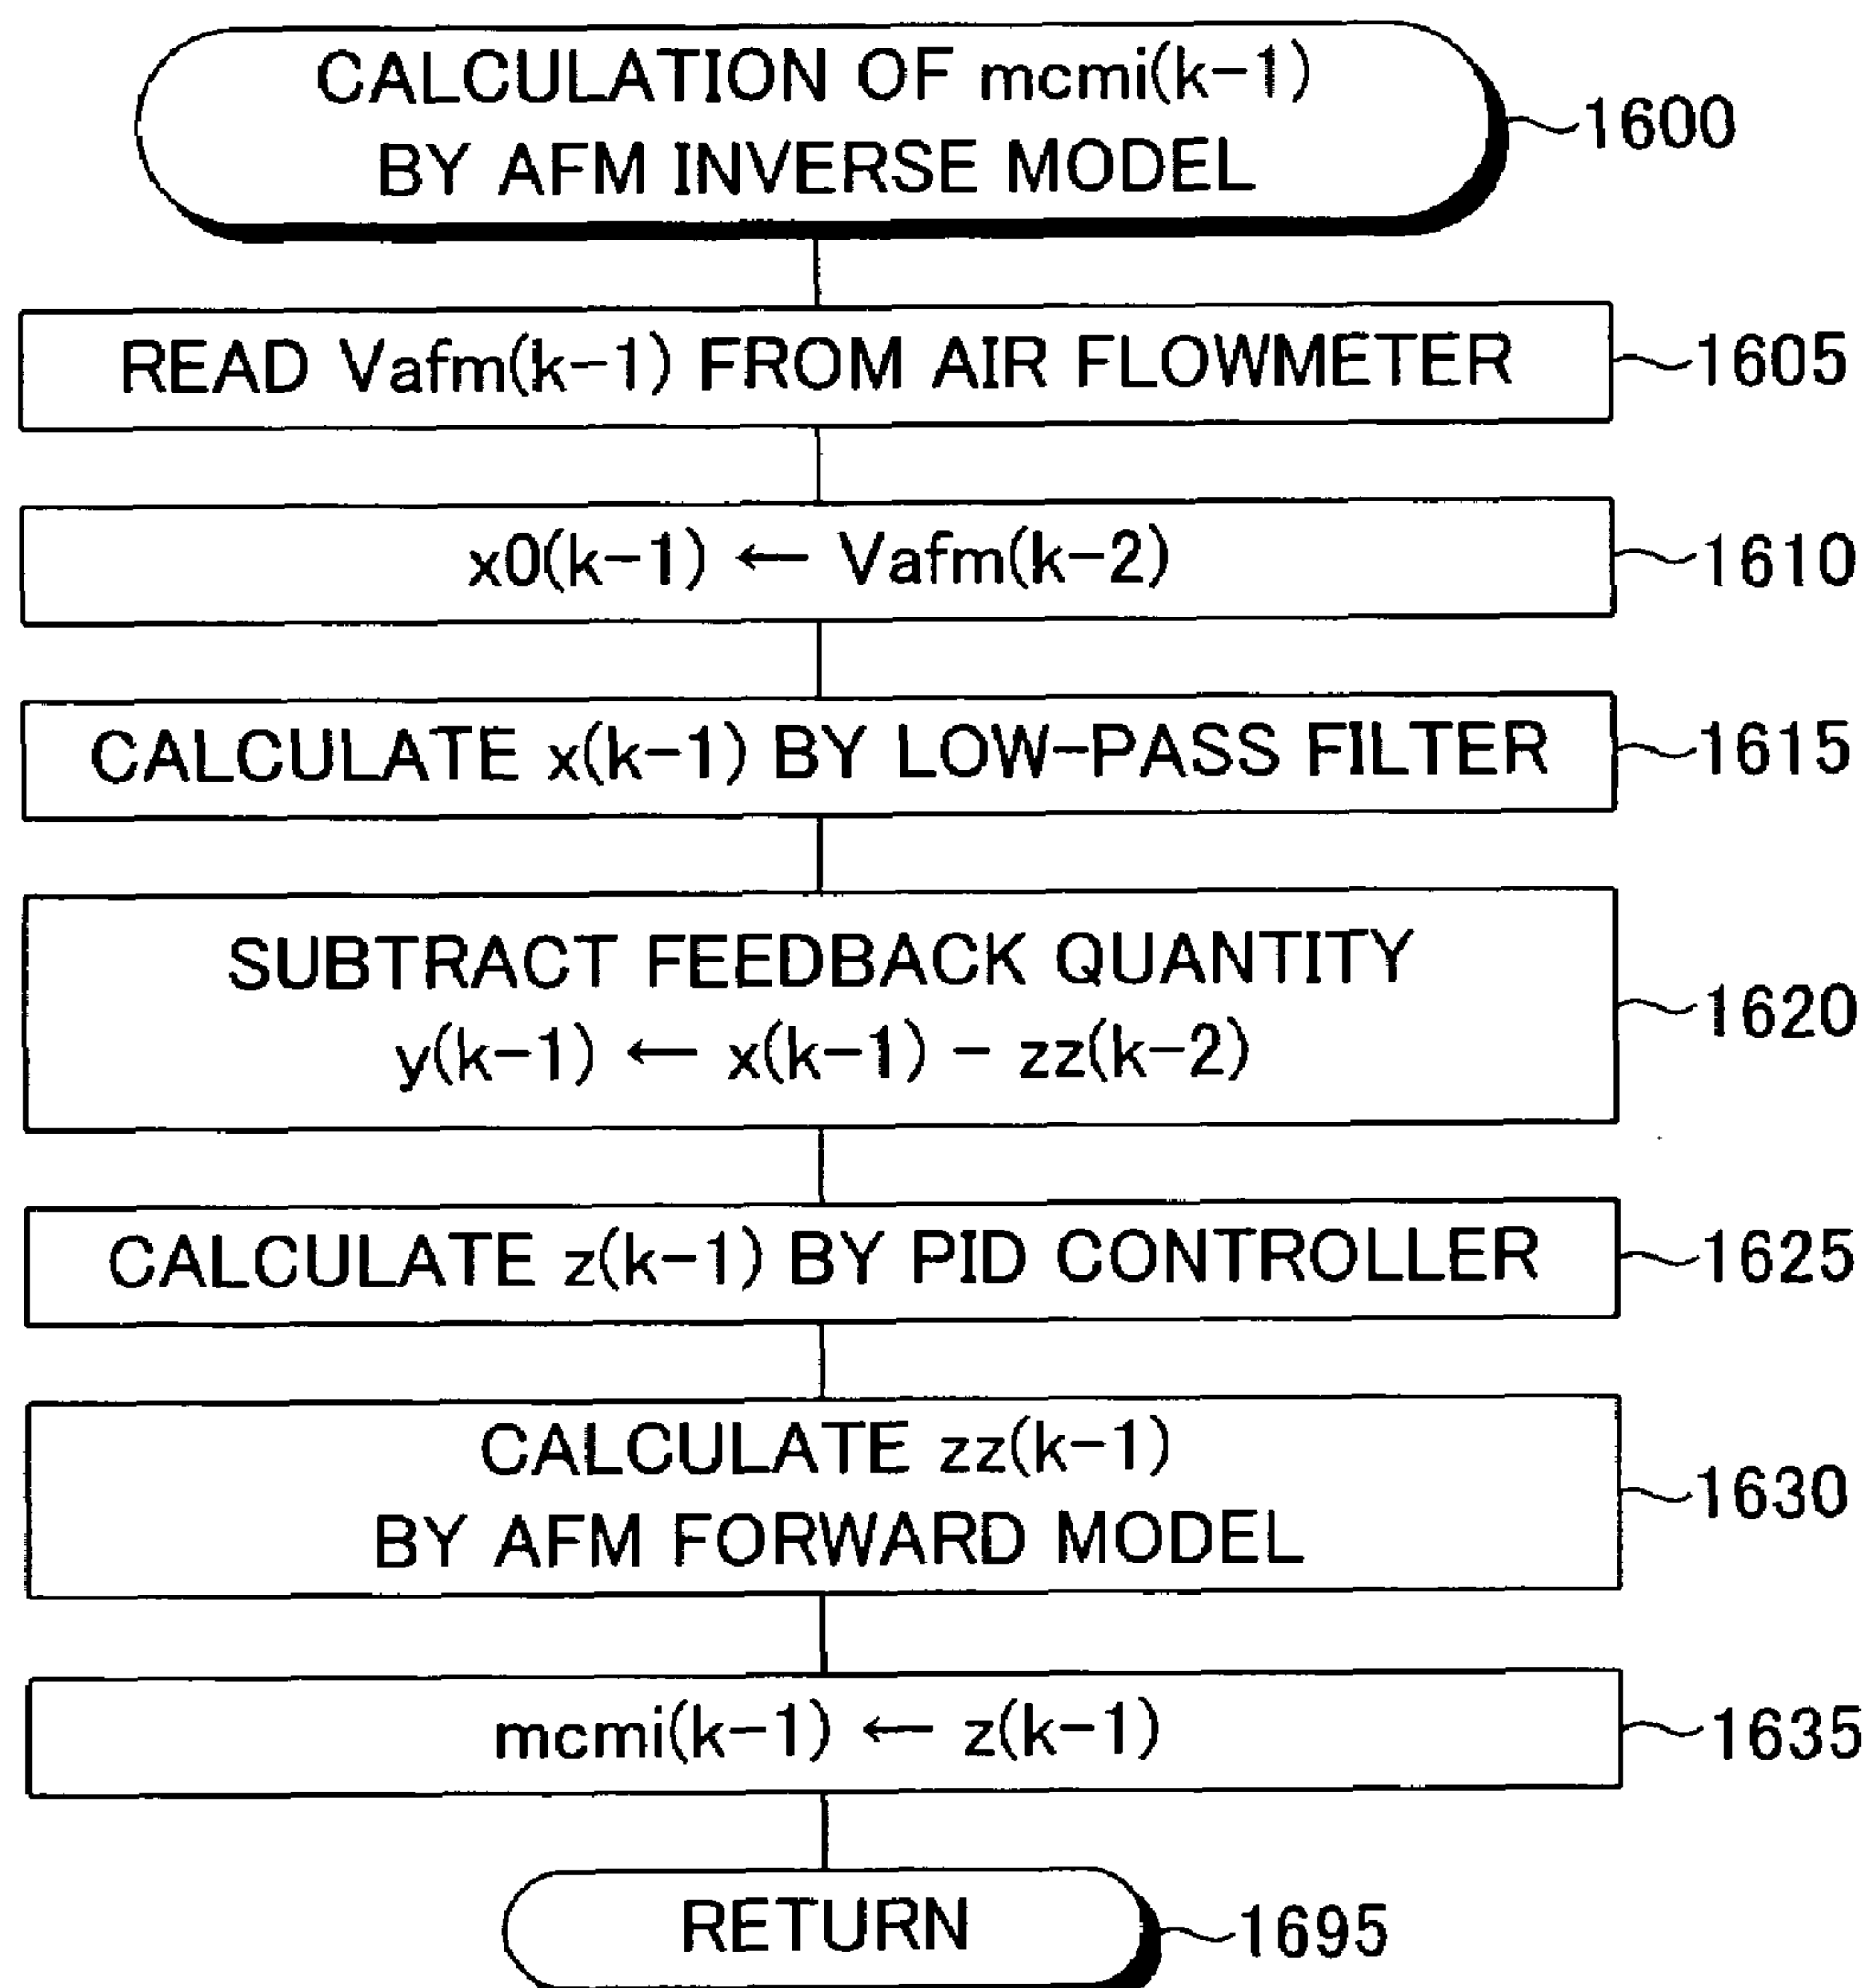 CALCULATION OF mcmi(k-1)
BY AFM INVERSE MODEL
1600
READ Vafm(k-1) FROM AIR FLOWMETER
1605
x0(k-1) ← Vafm(k-2)
1610
CALCULATE x(k-1) BY LOW-PASS FILTER
1615
SUBTRACT FEEDBACK QUANTITY
y(k-1) ← x(k-1) - zz(k-2)
1620
CALCULATE z(k-1) BY PID CONTROLLER
1625
CALCULATE zz(k-1)
BY AFM FORWARD MODEL
1630
mcmi(k-1) ← z(k-1)
1635
RETURN
1695